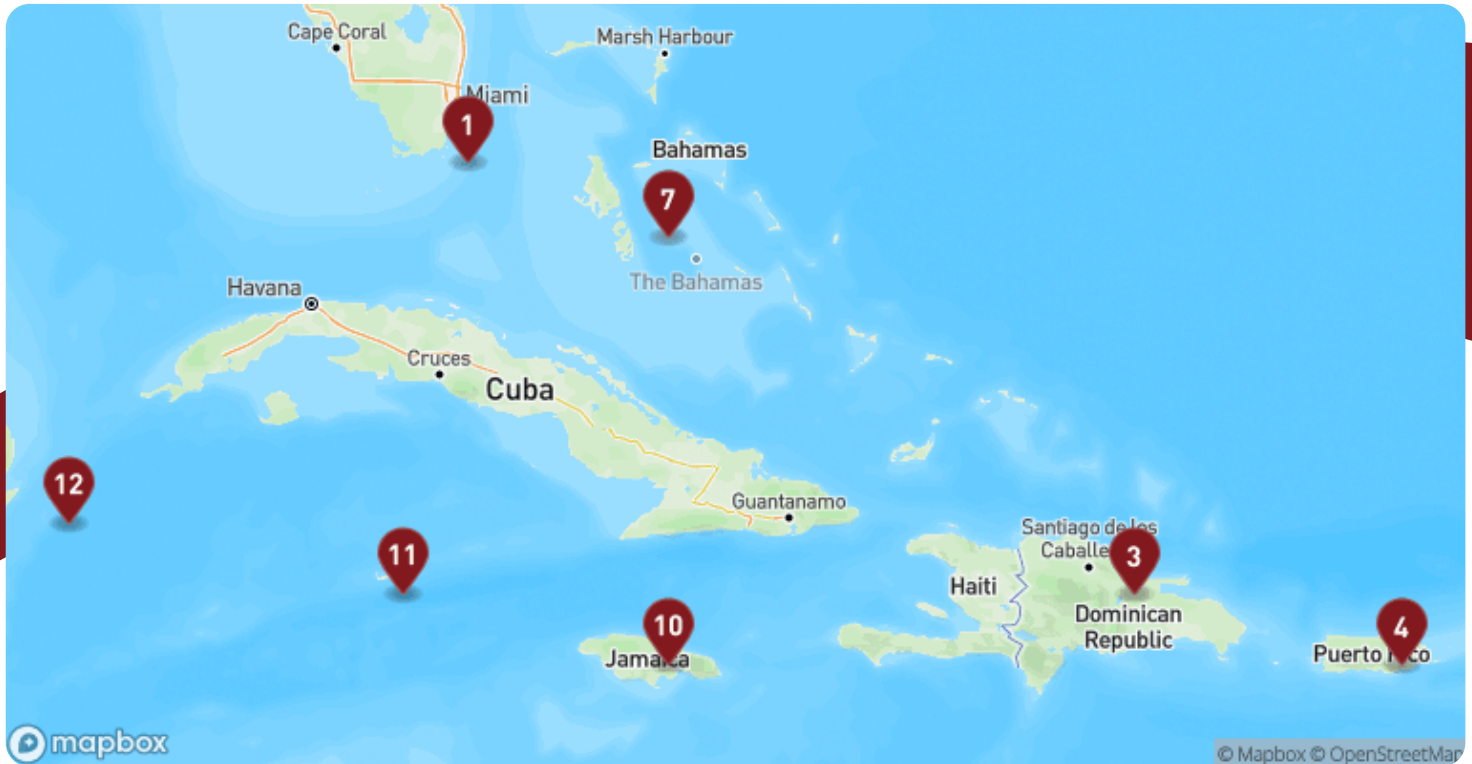 Cape Coral
Marsh Harbour
Miami
1
Bahamas
7
The Bahamas
Havana
Cruces
Cuba
12
Guantanamo
11
Santiago de los
Caballe
3
Haiti
Dominican
Republic
10
Jamaica
4
Puerto Rico
mapbox
© Mapbox © OpenStreetMap